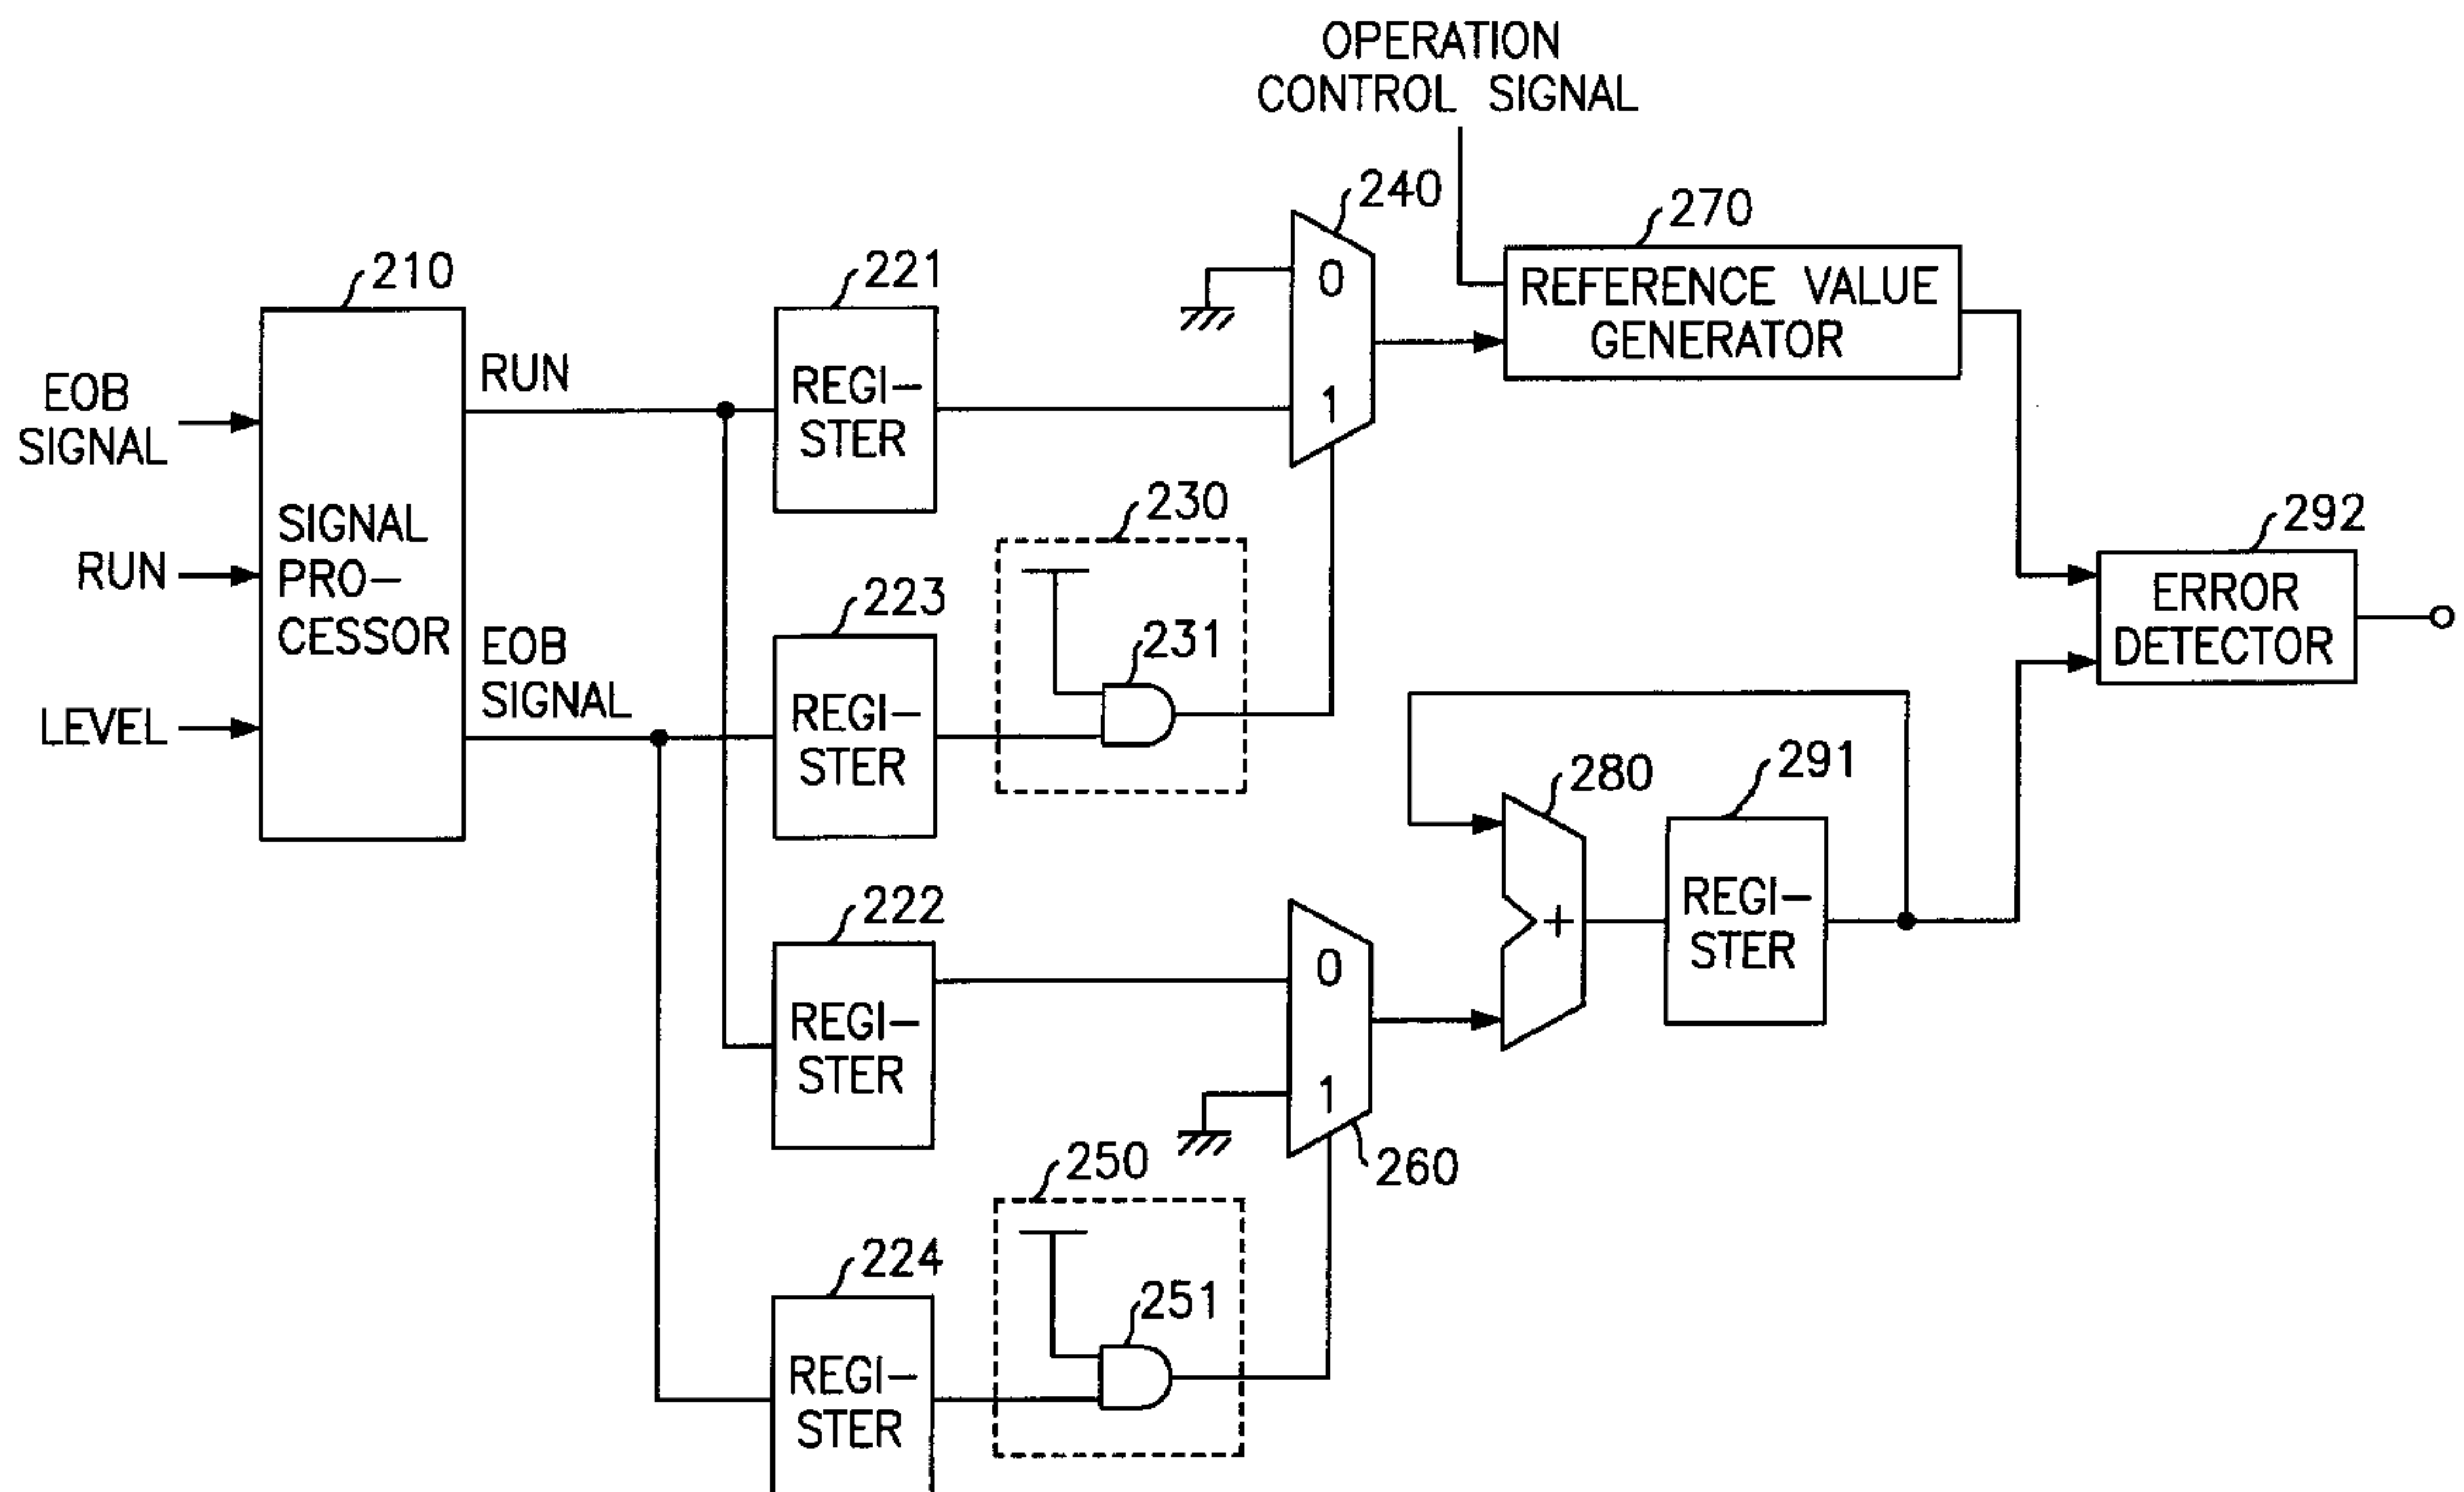 OPERATION
CONTROL SIGNAL
240
270
210
221
REFERENCE VALUE
GENERATOR
EOB
SIGNAL
RUN
REGI-
STER
0
1
230
292
SIGNAL
PRO-
CESSOR
RUN
223
231
ERROR
DETECTOR
EOB
SIGNAL
LEVEL
REGI-
STER
280
291
222
REGI-
STER
+
REGI-
STER
0
1
250
260
224
251
REGI-
STER